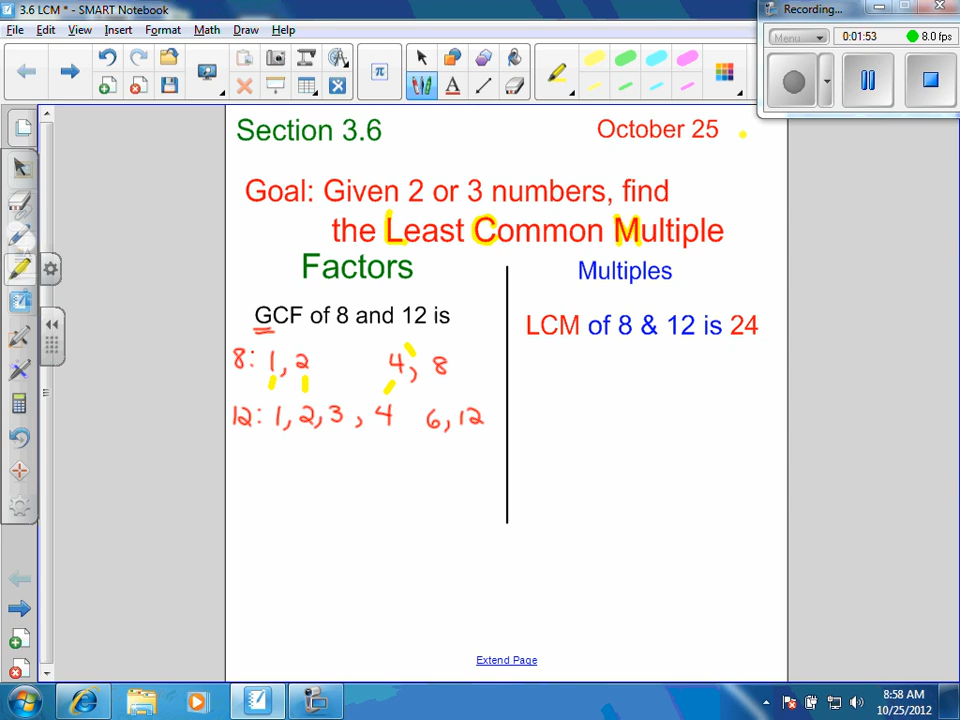 3.6 LCM * - SMART Notebook
Recording...
File Edit View Insert Format Math Draw Help
Menu
0:01:53
8.0 fps
Section 3.6
October 25
Goal: Given 2 or 3 numbers, find
the Least Common Multiple
Factors
Multiples
GCF of 8 and 12 is
LCM of 8 & 12 is 24
8: 1, 2 4, 8
12: 1, 2, 3, 4 6, 12
Extend Page
8:58 AM
10/25/2012